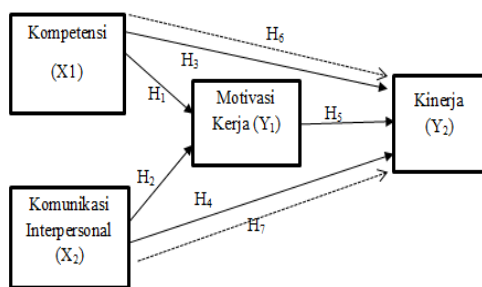 Kompetensi
(X1)
H₆
H₃
H₁
Motivasi
Kerja (Y₁)
H₅
Kinerja
(Y₂)
H₂
H₄
H₇
Komunikasi
Interpersonal
(X₂)